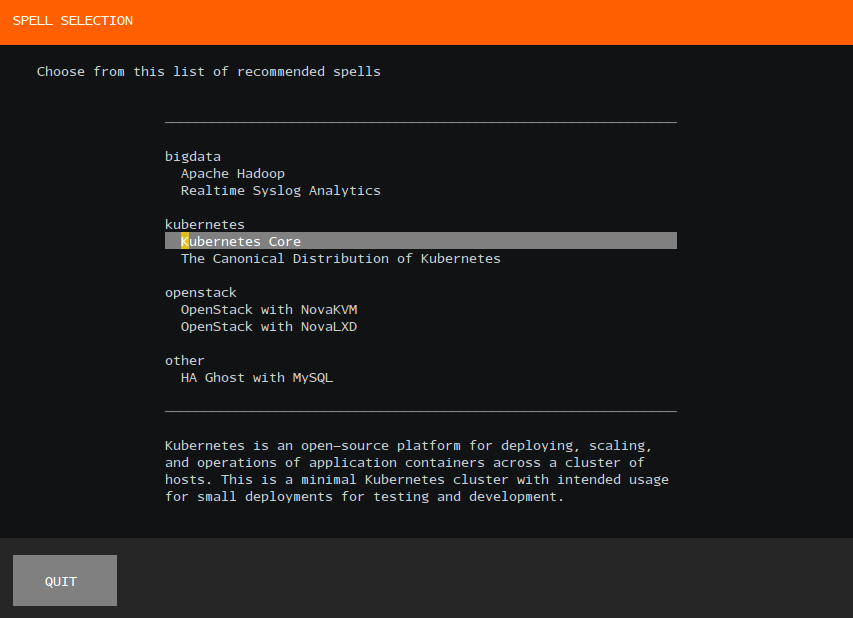 SPELL SELECTION
Choose from this list of recommended spells
bigdata
Apache Hadoop
Realtime Syslog Analytics
kubernetes
Kubernetes Core
The Canonical Distribution of Kubernetes
openstack
OpenStack with NovaKVM
OpenStack with NovaLXD
other
HA Ghost with MySQL
Kubernetes is an open-source platform for deploying, scaling,
and operations of application containers across a cluster of
hosts. This is a minimal Kubernetes cluster with intended usage
for small deployments for testing and development.
QUIT